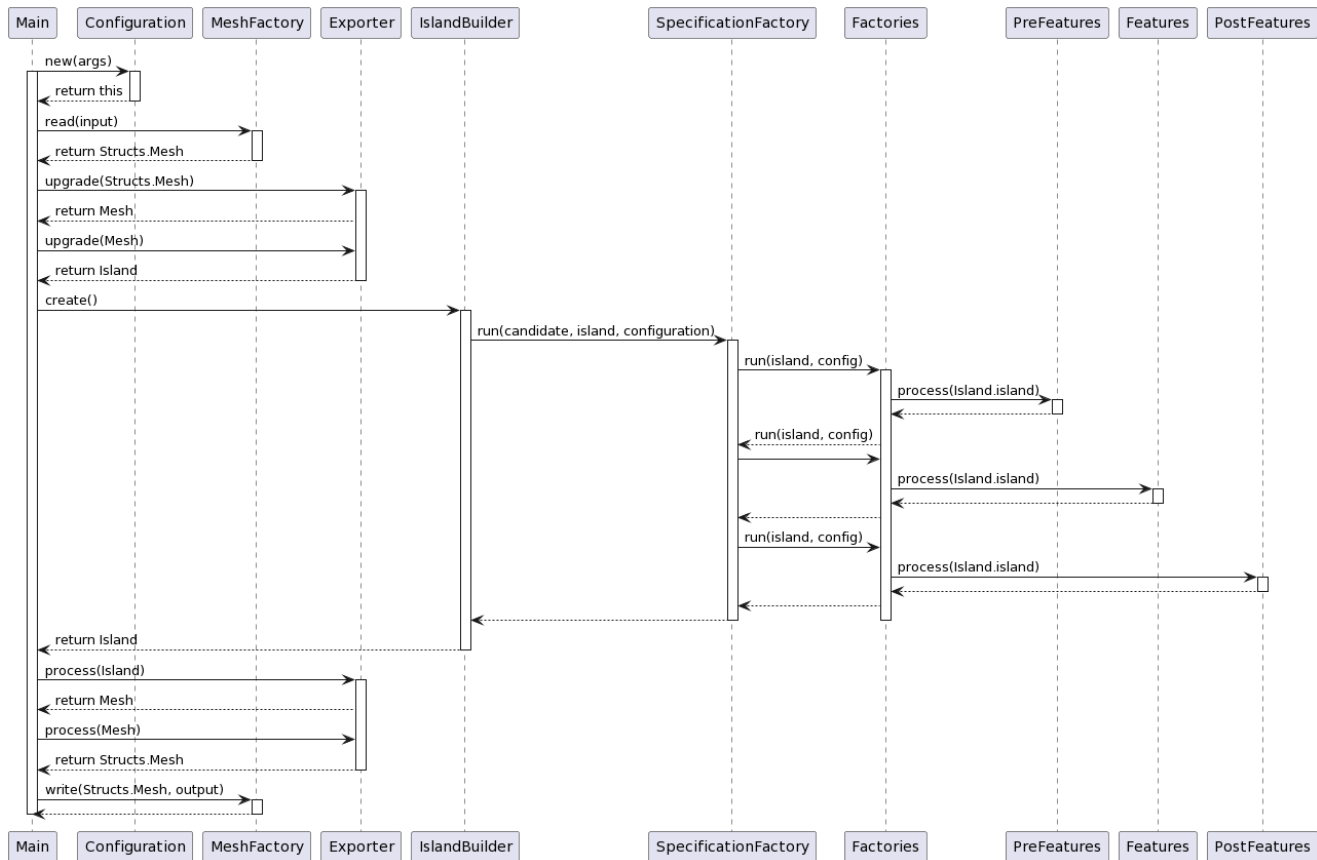 Main Configuration MeshFactory Exporter IslandBuilder SpecificationFactory Factories PreFeatures Features PostFeatures
new(args)
return this
read(input)
return Structs.Mesh
upgrade(Structs.Mesh)
return Mesh
upgrade(Mesh)
return Island
create()
run(candidate, island, configuration)
run(island, config)
process(Island.island)
run(island, config)
process(Island.island)
run(island, config)
process(Island.island)
return Island
process(Island)
return Mesh
process(Mesh)
return Structs.Mesh
write(Structs.Mesh, output)
Main Configuration MeshFactory Exporter IslandBuilder SpecificationFactory Factories PreFeatures Features PostFeatures